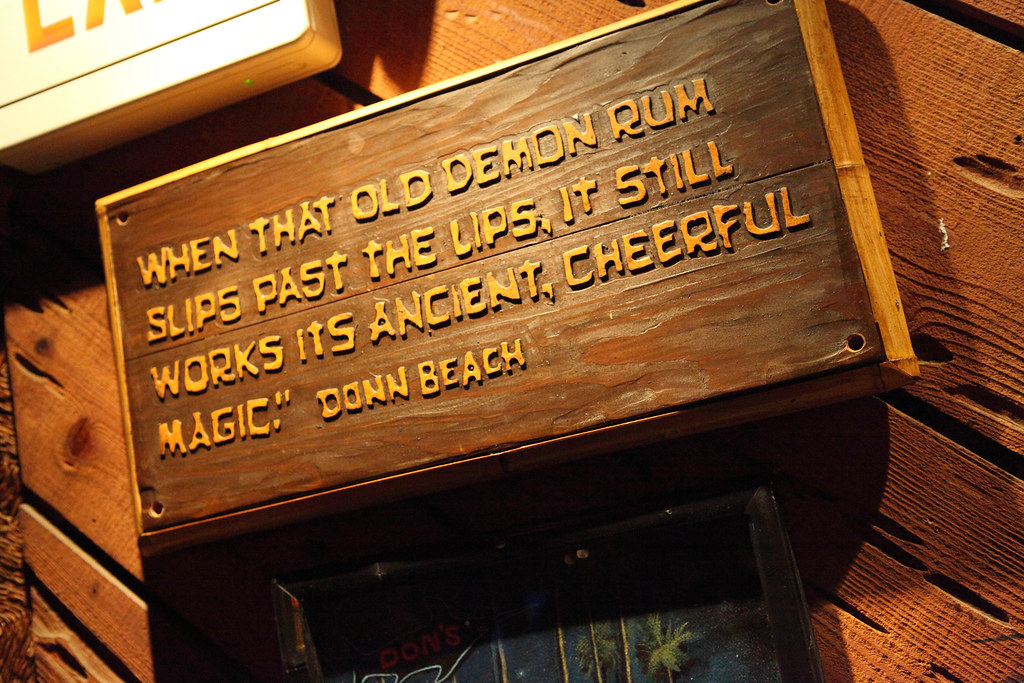 WHEN THAT OLD DEMON RUM
SLIPS PAST THE LIPS, IT STILL
WORKS ITS ANCIENT, CHEERFUL
MAGIC." DONN BEACH
DON'S